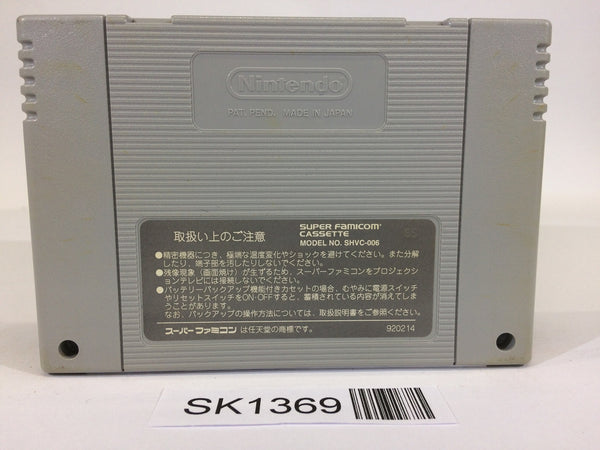 Nintendo
PAT. PEND. MADE IN JAPAN
取扱い上のご注意
SUPER FAMICOM
CASSETTE
MODEL NO. SHVC-006
●精密機器につき、極端な温度変化やショックを避けてください。また分解
したり、端子部を汚したりしないでください。
●残像現象（画面焼け）が生ずるため、スーパーファミコンをプロジェクシ
ョンテレビには接続しないでください。
●バッテリーバックアップ機能付きカセットの場合、むやみに電源スイッチ
やリセットスイッチをON・OFFすると、蓄積されている内容が消えてしま
うことがあります。
なお、バックアップの操作方法については、取扱説明書をご参照ください。
スーパーファミコン は任天堂の商標です。
920214
SK1369